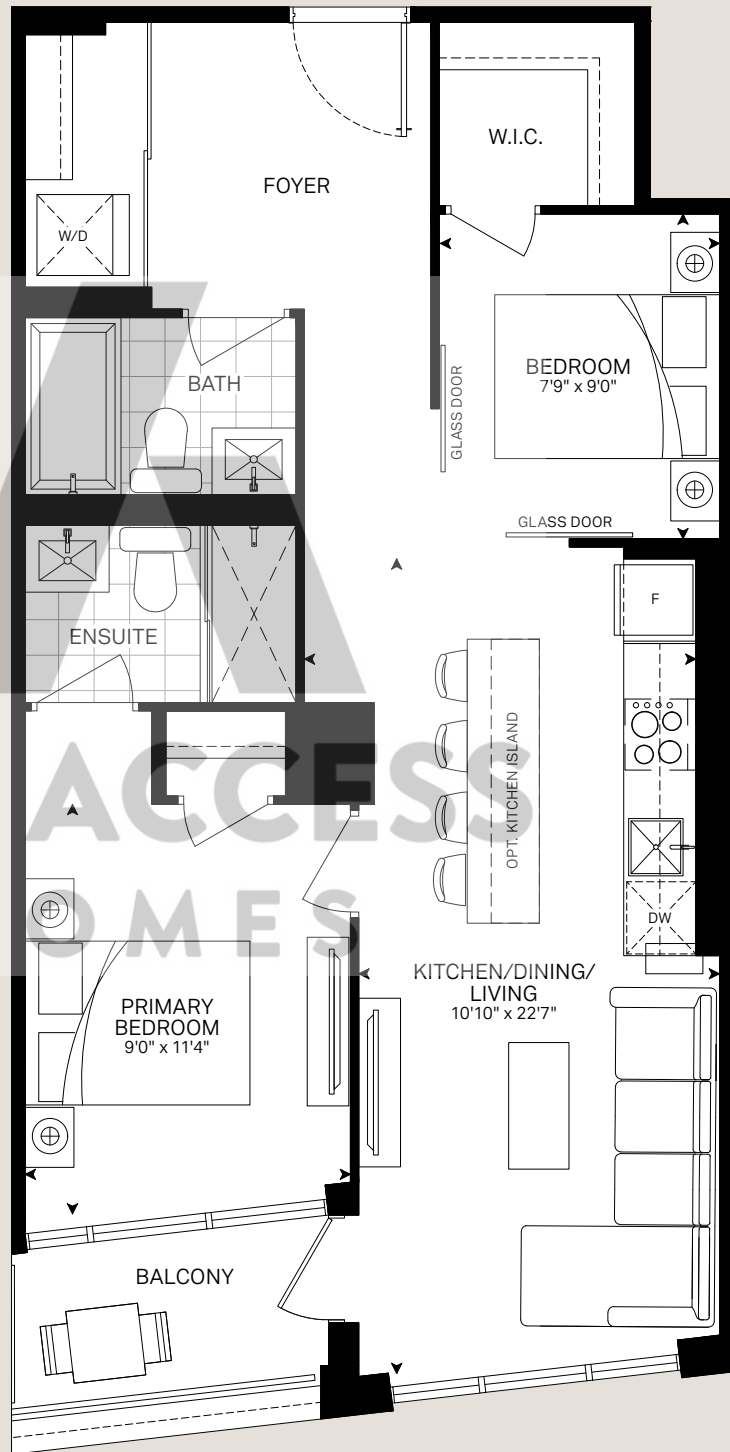 W.I.C.
FOYER
W/D
BEDROOM
7'9" x 9'0"
BATH
GLASS DOOR
GLASS DOOR
F
ENSUITE
OPT. KITCHEN ISLAND
ACCESS
OMES
DW
KITCHEN/DINING/
LIVING
10'10" x 22'7"
PRIMARY
BEDROOM
9'0" x 11'4"
BALCONY